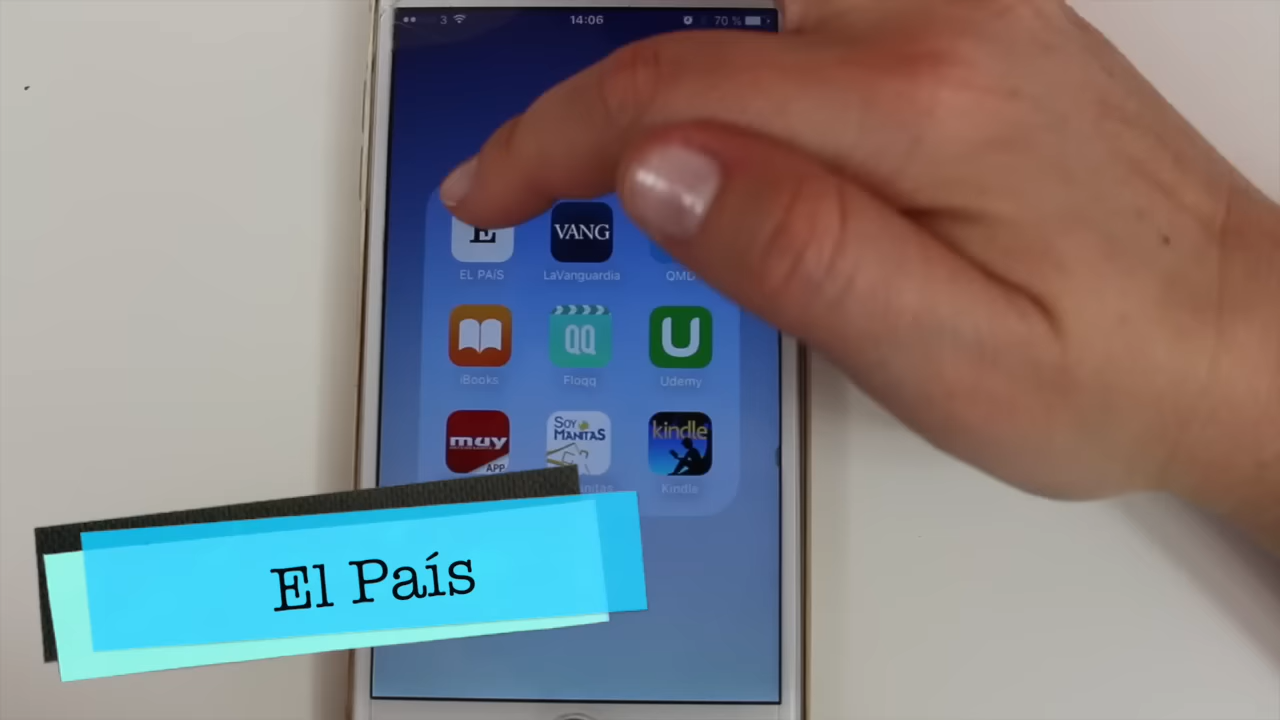 3 14:06 70 %
E VANG
EL PAÍS LaVanguardia QMD
QQ U
iBooks Floqq Udemy
muy SOY MANITAS kindle
APP
Kindle
El País